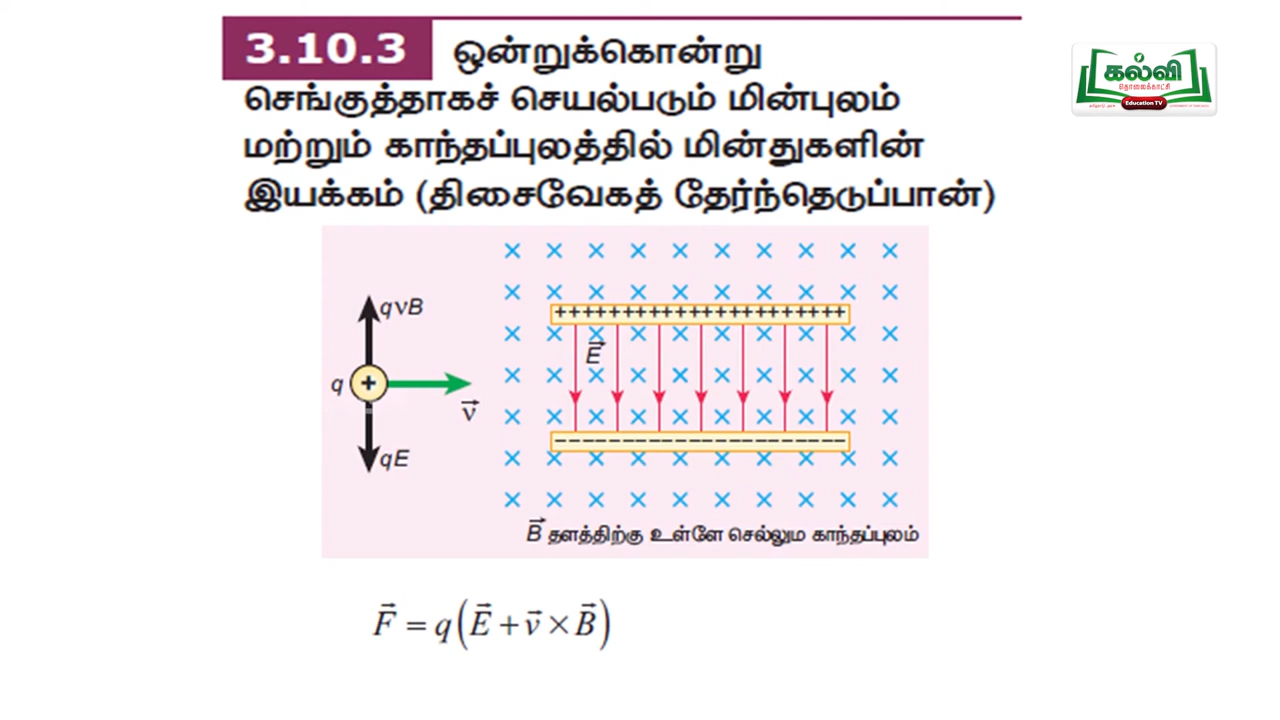 3.10.3 ஒன்றுக்கொன்று
செங்குத்தாகச் செயல்படும் மின்புலம்
மற்றும் காந்தப்புலத்தில் மின்துகளின்
இயக்கம் (திசைவேகத் தேர்ந்தெடுப்பான்)
கல்வி
தொலைக்காட்சி
Education TV
qvB
+++++++++++++++++++++
E⃗
q +
v⃗
qE
−−−−−−−−−−−−−−−−−−−−−
B⃗ தளத்திற்கு உள்ளே செல்லும காந்தப்புலம்
F⃗ = q(E⃗ + v⃗ × B⃗)